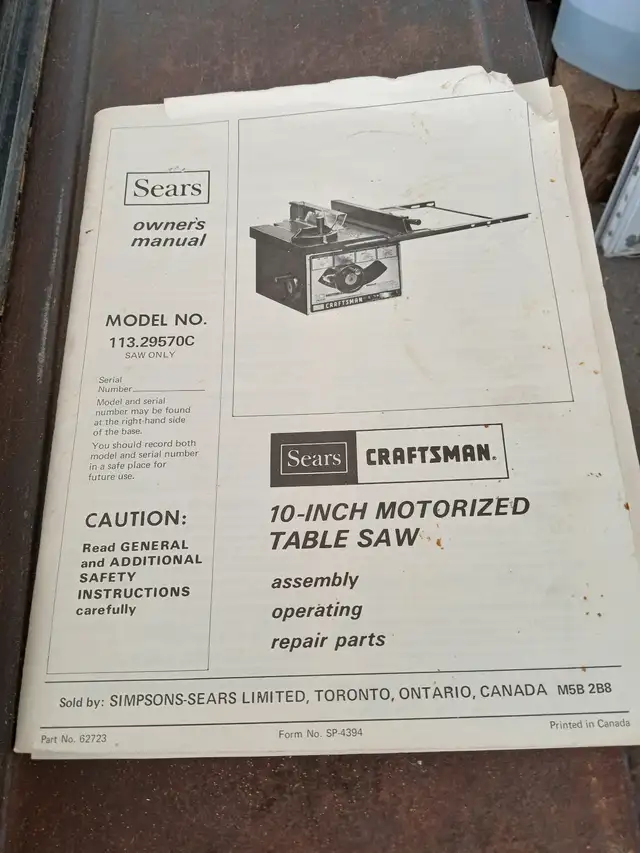 Sears
owner's
manual
MODEL NO.
113.29570C
SAW ONLY
Serial
Number
Model and serial
number may be found
at the right-hand side
of the base.
You should record both
model and serial number
in a safe place for
future use.
CAUTION:
Read GENERAL
and ADDITIONAL
SAFETY
INSTRUCTIONS
carefully
CRAFTSMAN
Sears CRAFTSMAN®
10-INCH MOTORIZED
TABLE SAW
assembly
operating
repair parts
Sold by: SIMPSONS-SEARS LIMITED, TORONTO, ONTARIO, CANADA M5B 2B8
Part No. 62723 Form No. SP-4394 Printed in Canada